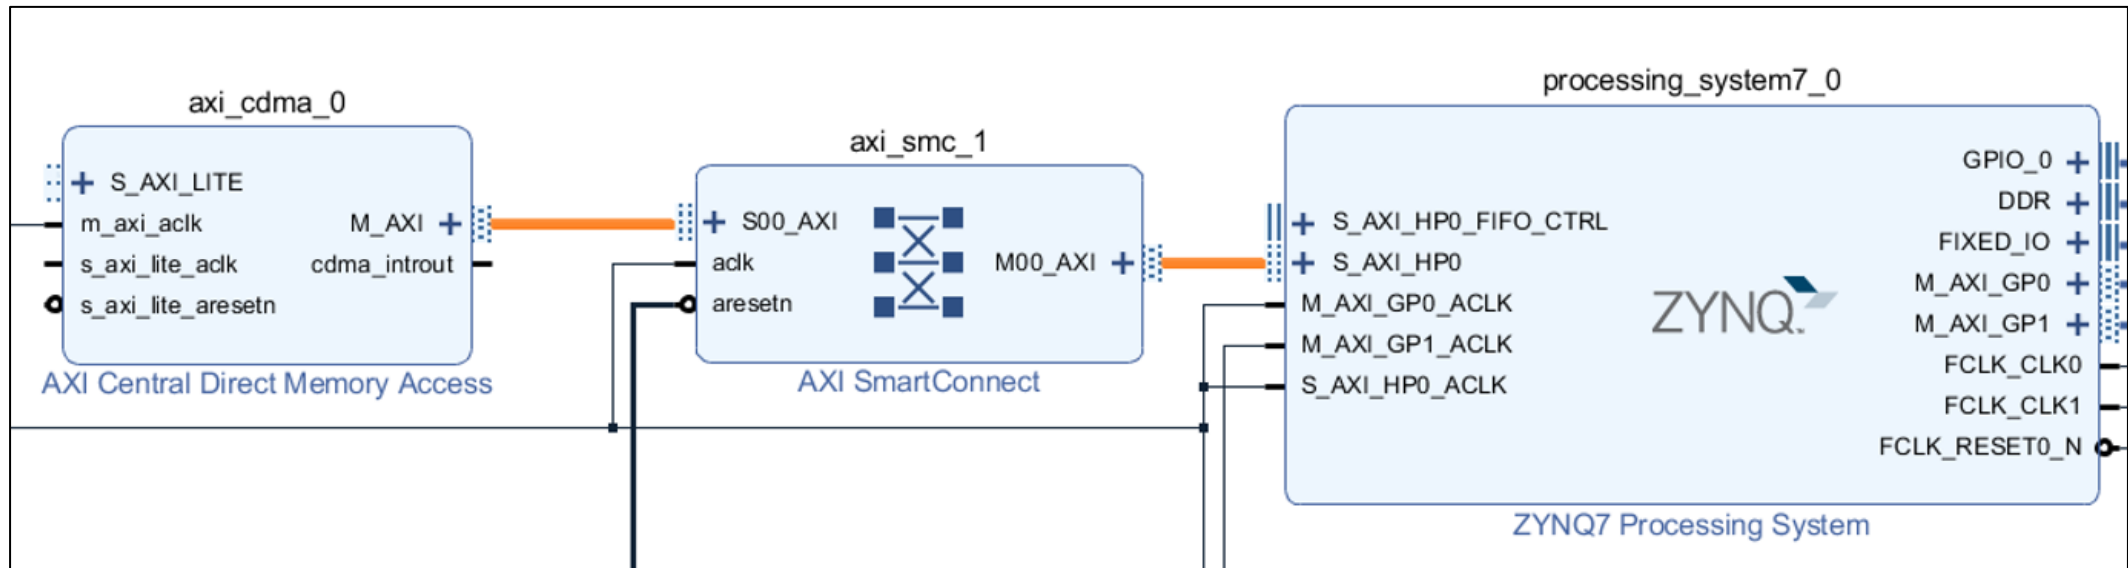 axi_cdma_0
S_AXI_LITE
m_axi_aclk
M_AXI
s_axi_lite_aclk
cdma_introut
s_axi_lite_aresetn
AXI Central Direct Memory Access
axi_smc_1
S00_AXI
aclk
M00_AXI
aresetn
AXI SmartConnect
processing_system7_0
GPIO_0
DDR
S_AXI_HP0_FIFO_CTRL
FIXED_IO
S_AXI_HP0
M_AXI_GP0
M_AXI_GP0_ACLK
ZYNQ
M_AXI_GP1
M_AXI_GP1_ACLK
FCLK_CLK0
S_AXI_HP0_ACLK
FCLK_CLK1
FCLK_RESET0_N
ZYNQ7 Processing System